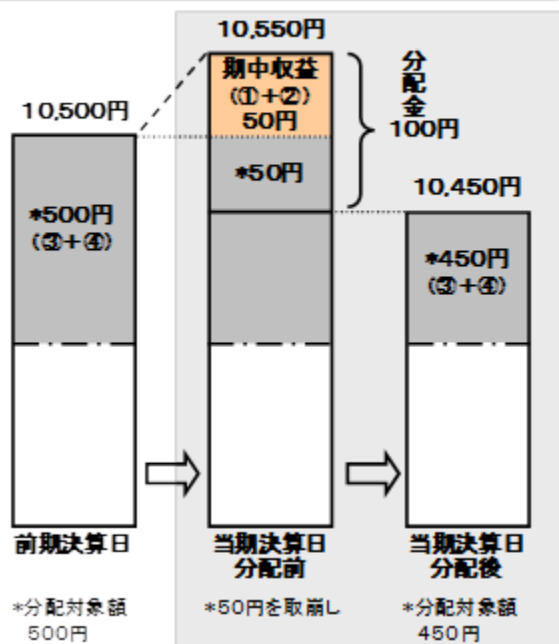 10,500円
*500円
(③+④)
前期決算日
*分配対象額
500円
10,550円
期中収益
(①+②)
50円
*50円
分配金
100円
当期決算日
分配前
*50円を取崩し
10,450円
*450円
(③+④)
当期決算日
分配後
*分配対象額
450円